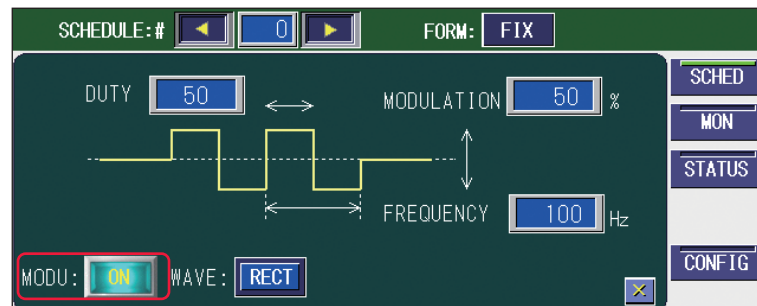 SCHEDULE:# ◀ 0 ▶ FORM: FIX
DUTY 50
MODULATION 50 %
FREQUENCY 100 Hz
MODU: ON WAVE: RECT
×
SCHED
MON
STATUS
CONFIG